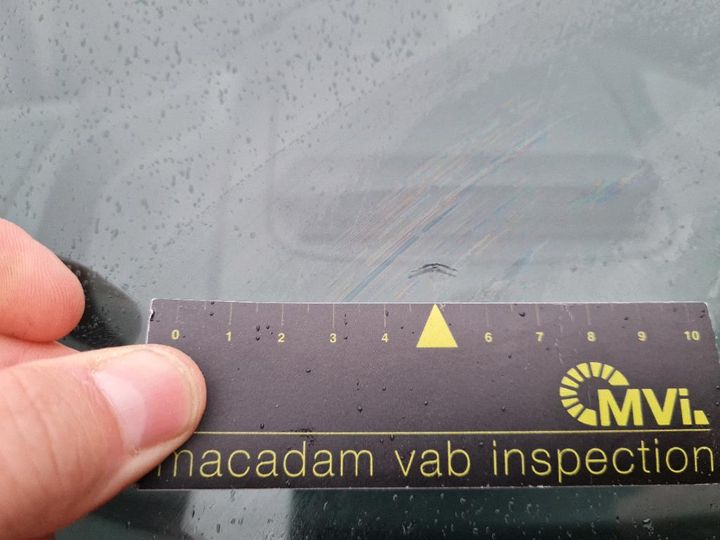 0 1 2 3 4 6 7 8 9 10
MVi.
macadam vab inspection